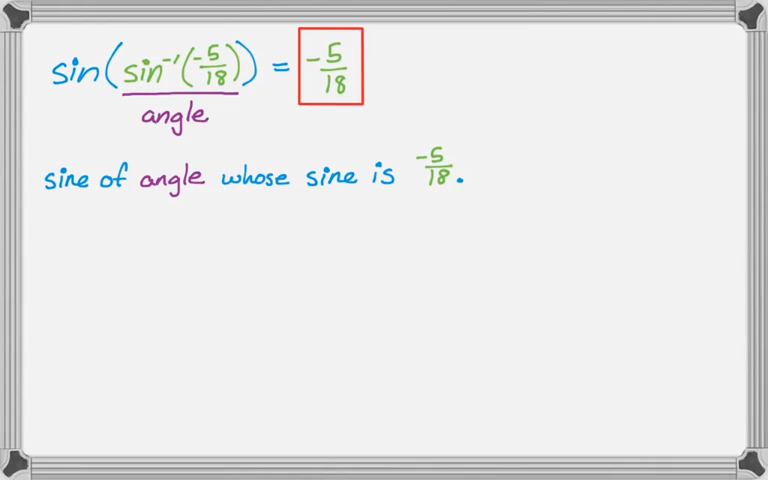 sin(sin⁻¹(-5/18)) = -5/18
angle
sine of angle whose sine is -5/18.